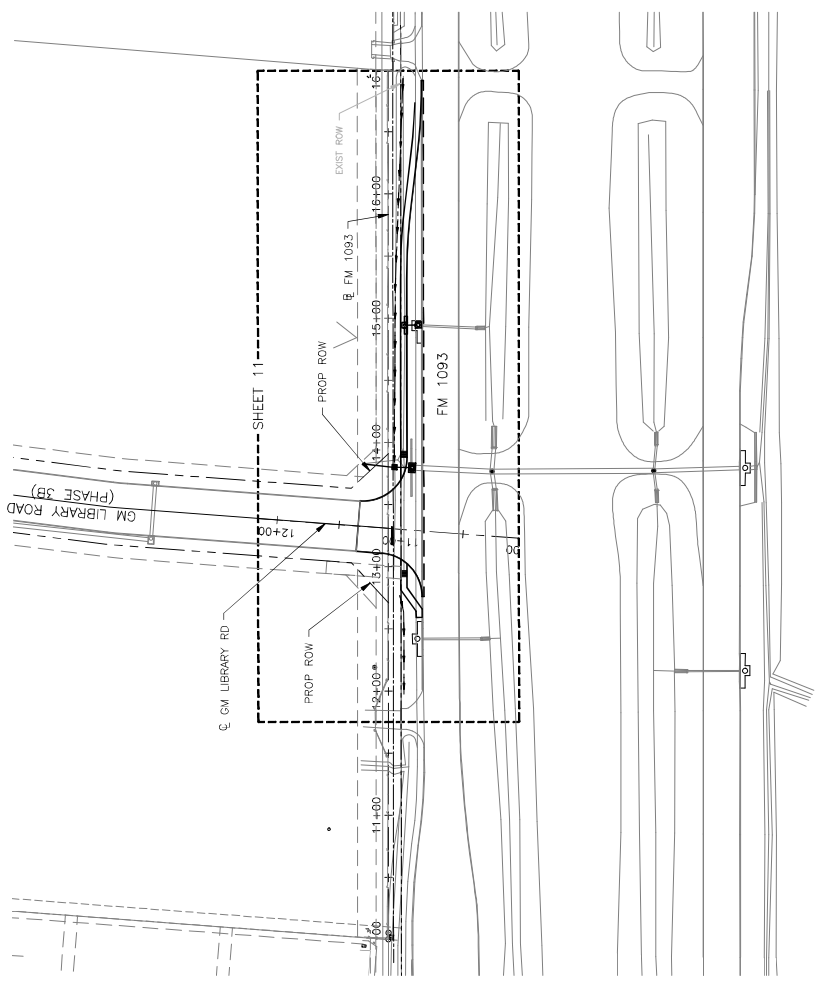 EXIST ROW
16+00
℄ FM 1093
15+00
PROP ROW
SHEET 11
FM 1093
14+00
GM LIBRARY ROAD
(PHASE 3B)
12+00
13+00
℄ GM LIBRARY RD
PROP ROW
12+00
11+00